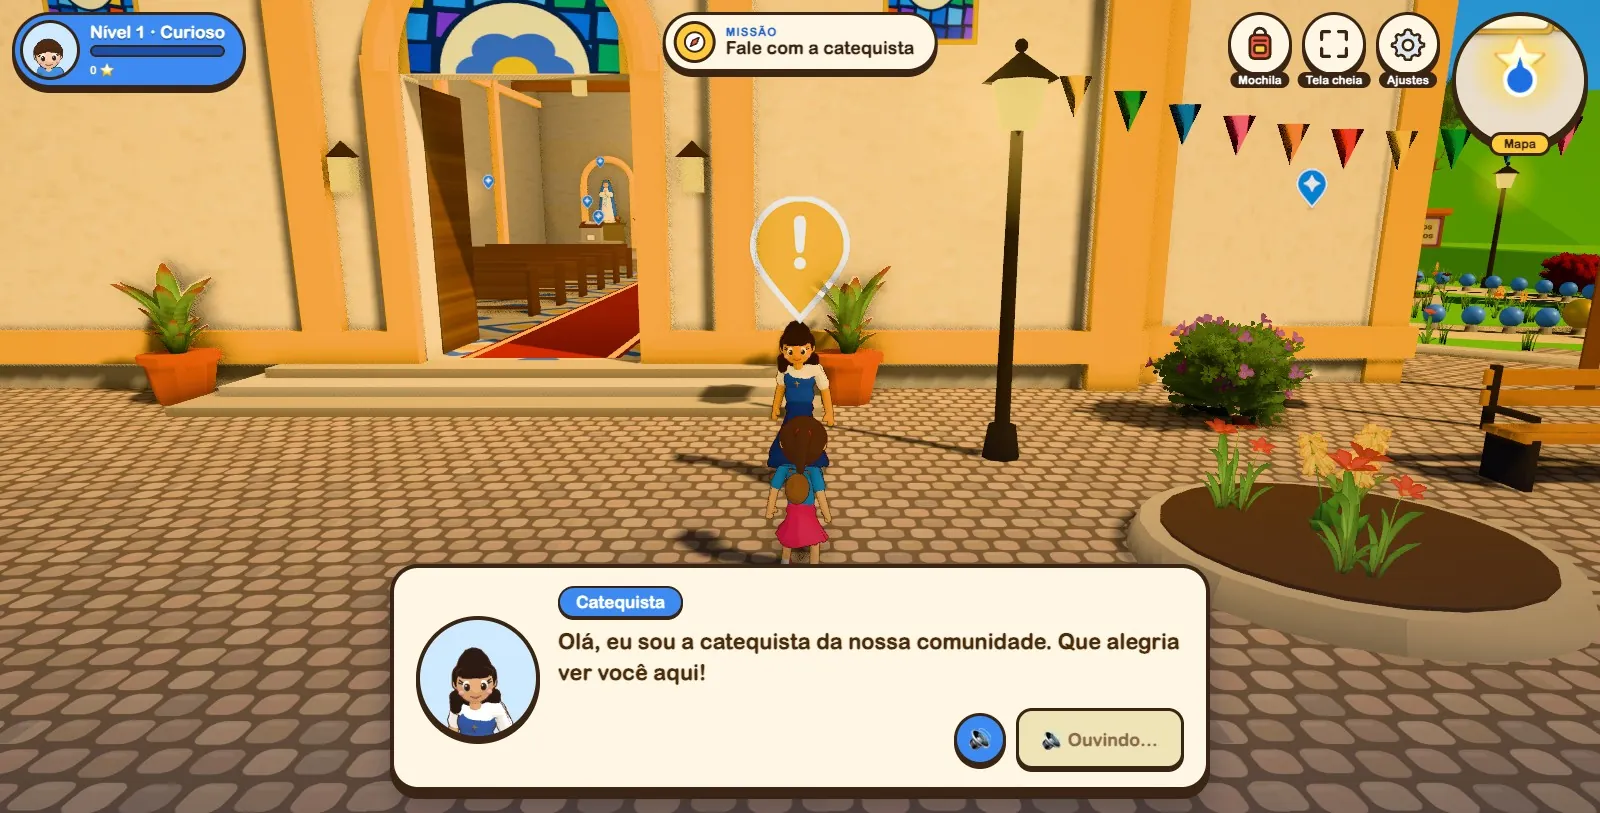 Nível 1 · Curioso
0
MISSÃO
Fale com a catequista
Mochila
Tela cheia
Ajustes
Mapa
Catequista
Olá, eu sou a catequista da nossa comunidade. Que alegria
ver você aqui!
Ouvindo...